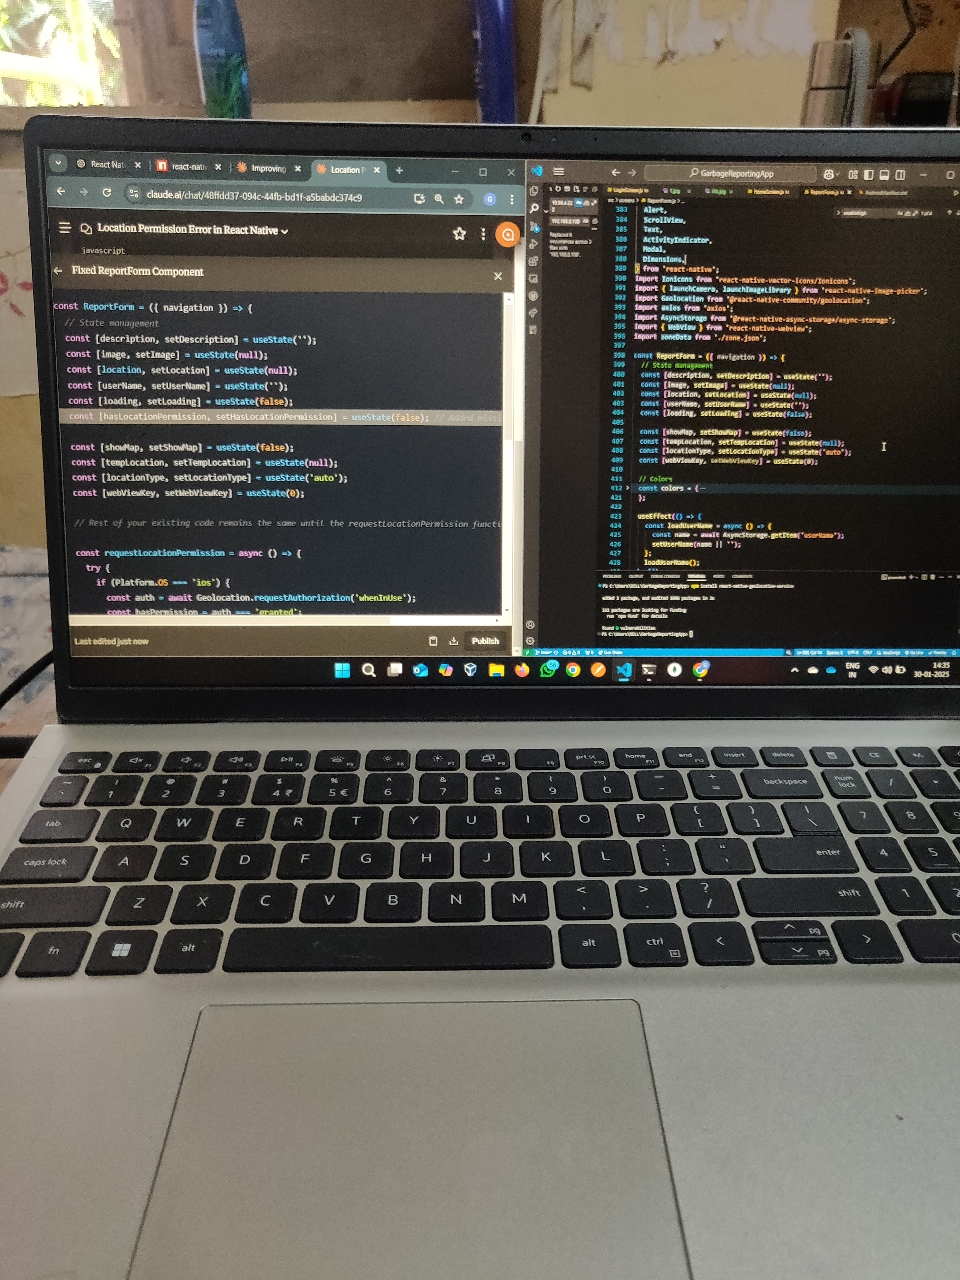 React Nat
react-nati
Improving
Location P
claude.ai/chat/48ffdd37-094c-44fb-bd1f-a5babdc374c9
Location Permission Error in React Native
javascript
Fixed ReportForm Component
const ReportForm = ({ navigation }) => {
// State management
const [description, setDescription] = useState('');
const [image, setImage] = useState(null);
const [location, setLocation] = useState(null);
const [userName, setUserName] = useState('');
const [loading, setLoading] = useState(false);
const [hasLocationPermission, setHasLocationPermission] = useState(false); // Added miss
const [showMap, setShowMap] = useState(false);
const [tempLocation, setTempLocation] = useState(null);
const [locationType, setLocationType] = useState('auto');
const [webViewKey, setWebViewKey] = useState(0);
// Rest of your existing code remains the same until the requestLocationPermission functi
const requestLocationPermission = async () => {
try {
if (Platform.OS === 'ios') {
const auth = await Geolocation.requestAuthorization('whenInUse');
const hasPermission = auth === 'granted';
Last edited just now
Publish
GarbageReportingApp
383 Alert,
384 ScrollView,
385 Text,
386 ActivityIndicator,
387 Modal,
388 Dimensions,
389 } from 'react-native';
390 import Ionicons from 'react-native-vector-icons/Ionicons';
391 import { launchCamera, launchImageLibrary } from 'react-native-image-picker';
392 import Geolocation from '@react-native-community/geolocation';
393 import axios from 'axios';
394 import AsyncStorage from '@react-native-async-storage/async-storage';
395 import { WebView } from 'react-native-webview';
396 import zoneData from './zone.json';
397
398 const ReportForm = ({ navigation }) => {
399 // State management
400 const [description, setDescription] = useState('');
401 const [image, setImage] = useState(null);
402 const [location, setLocation] = useState(null);
403 const [userName, setUserName] = useState('');
404 const [loading, setLoading] = useState(false);
405
406 const [showMap, setShowMap] = useState(false);
407 const [tempLocation, setTempLocation] = useState(null);
408 const [locationType, setLocationType] = useState('auto');
409 const [webViewKey, setWebViewKey] = useState(0);
410
411 // Colors
412 const colors = {
421 };
422
423 useEffect(() => {
424 const loadUserName = async () => {
425 const name = await AsyncStorage.getItem('userName');
426 setUserName(name || '');
427 };
428 loadUserName();
ENG
IN
14:35
30-01-2025
esc F1 F2 F3 F4 F5 F6 F7 F8 F9 prt sc F10 home F11 end F12 insert delete CE
~ ! 1 @ 2 # 3 $ 4 ₹ % 5 € ^ 6 & 7 * 8 ( 9 ) 0 _ - + = backspace num lock / *
tab Q W E R T Y U I O P { [ } ] | \ 7 8 9
caps lock A S D F G H J K L : ; " ' enter 4 5
shift Z X C V B N M < , > . ? / shift 1 2
fn alt alt ctrl < ^ pg pg > 0